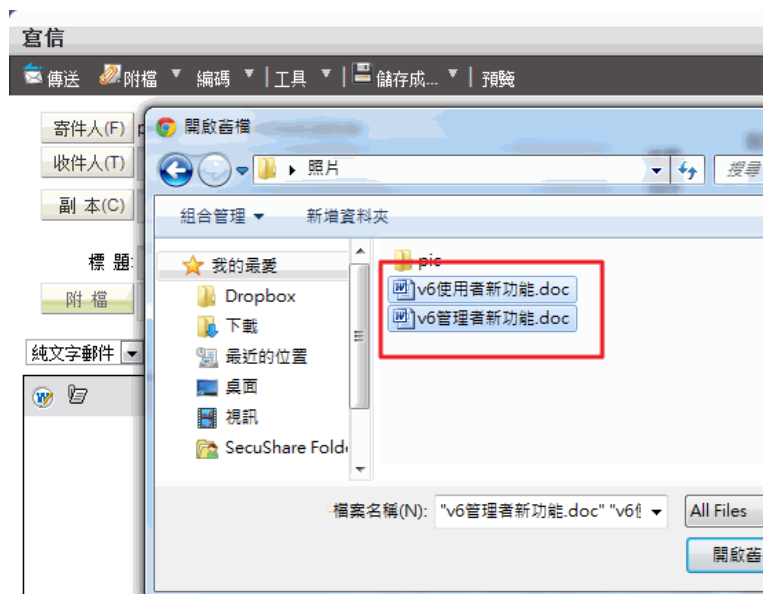 寫信
傳送 附檔 編碼 工具 儲存成... 預覽
寄件人(F)
收件人(T)
副 本(C)
標 題:
附 檔
純文字郵件
開啟舊檔
照片
搜尋
組合管理 新增資料夾
我的最愛
Dropbox
下載
最近的位置
桌面
視訊
SecuShare Folde
pic
v6使用者新功能.doc
v6管理者新功能.doc
檔案名稱(N): "v6管理者新功能.doc" "v6 All Files
開啟舊